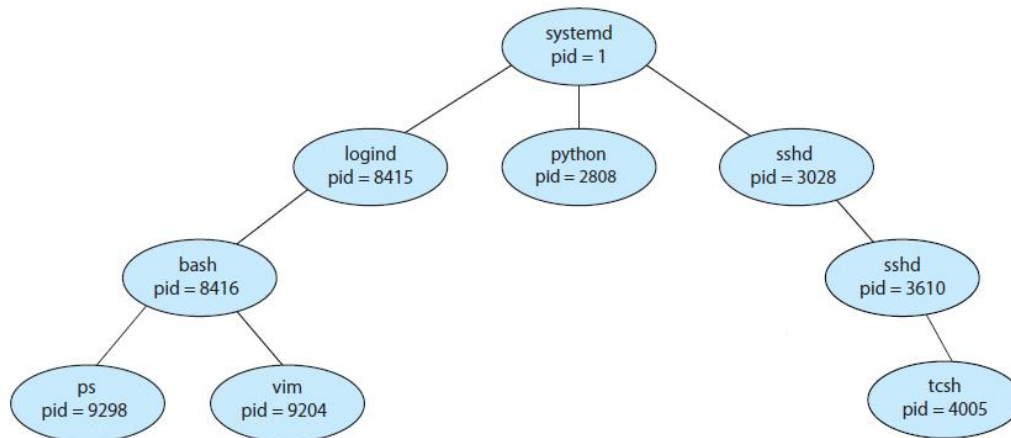 systemd
pid = 1
logind
pid = 8415
python
pid = 2808
sshd
pid = 3028
bash
pid = 8416
sshd
pid = 3610
ps
pid = 9298
vim
pid = 9204
tcsh
pid = 4005